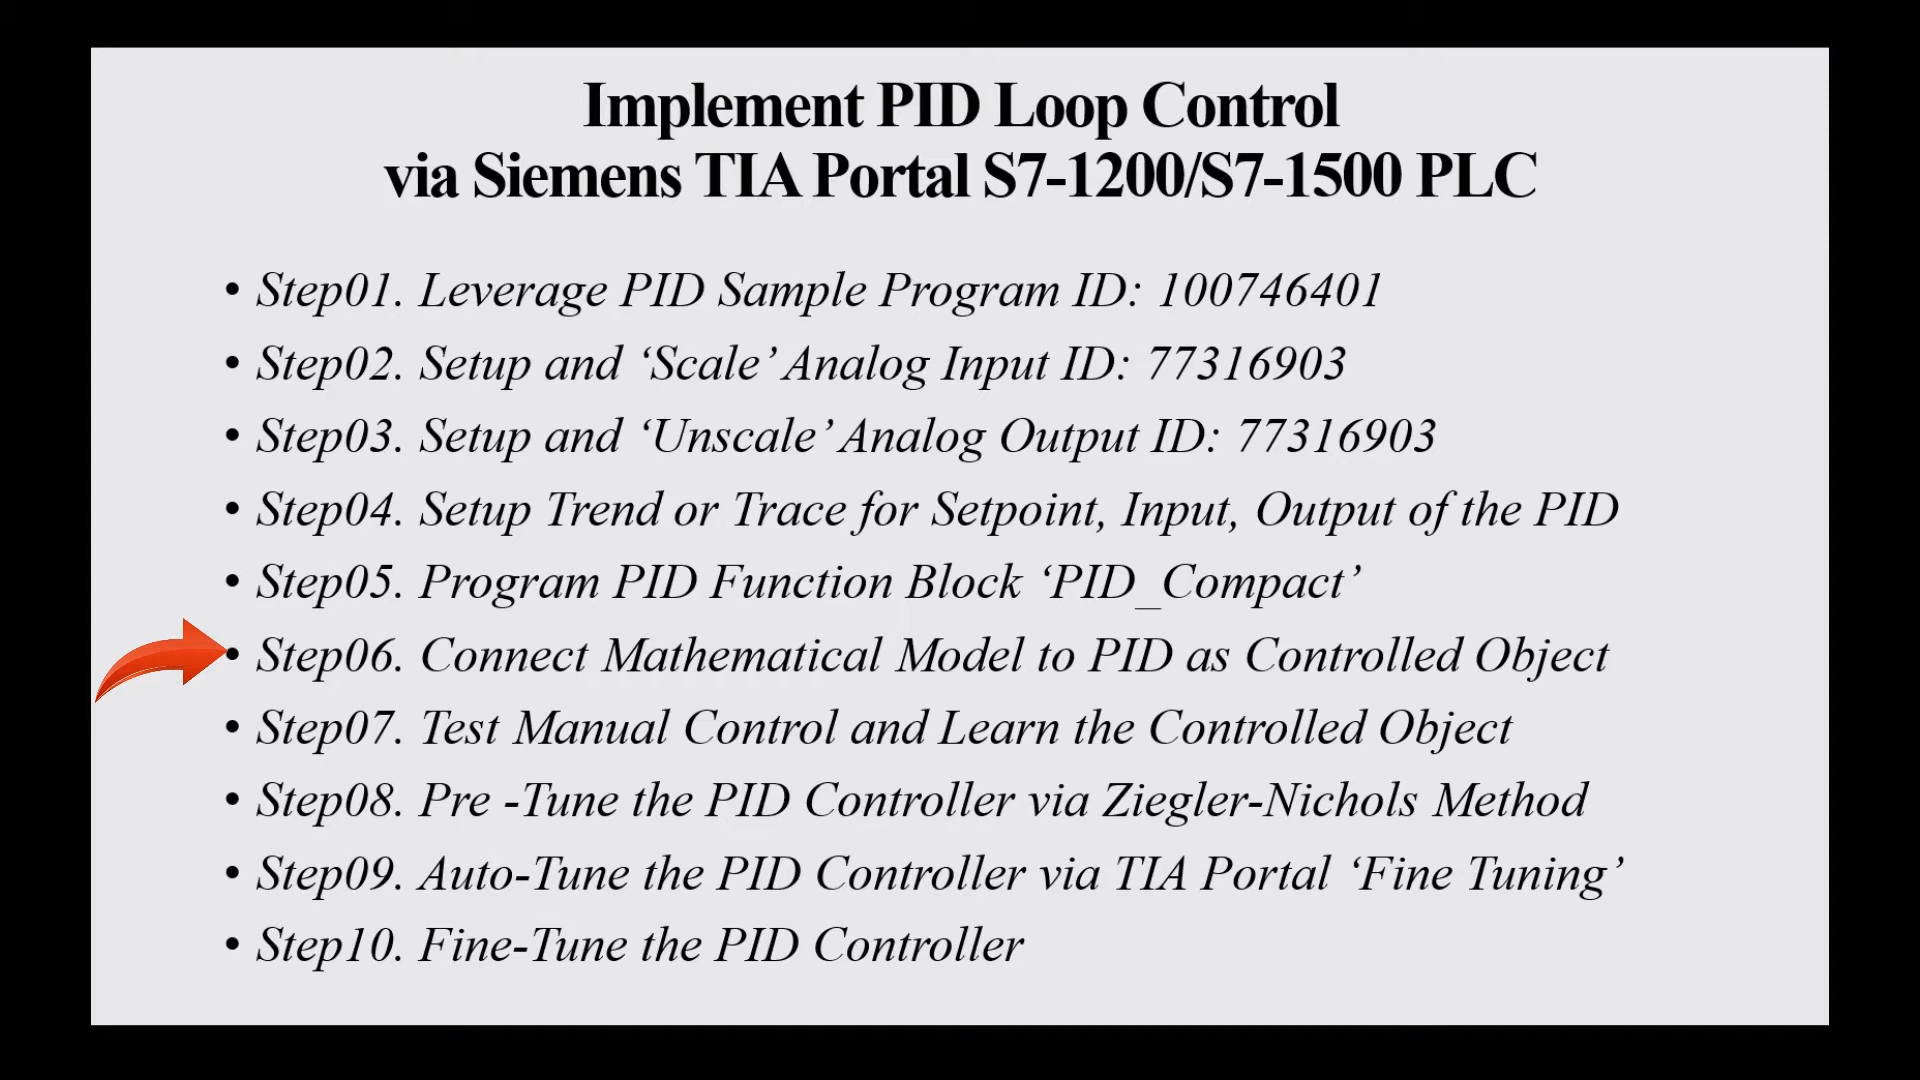 Implement PID Loop Control
via Siemens TIA Portal S7-1200/S7-1500 PLC
• Step01. Leverage PID Sample Program ID: 100746401
• Step02. Setup and ‘Scale’ Analog Input ID: 77316903
• Step03. Setup and ‘Unscale’ Analog Output ID: 77316903
• Step04. Setup Trend or Trace for Setpoint, Input, Output of the PID
• Step05. Program PID Function Block ‘PID_Compact’
• Step06. Connect Mathematical Model to PID as Controlled Object
• Step07. Test Manual Control and Learn the Controlled Object
• Step08. Pre -Tune the PID Controller via Ziegler-Nichols Method
• Step09. Auto-Tune the PID Controller via TIA Portal ‘Fine Tuning’
• Step10. Fine-Tune the PID Controller